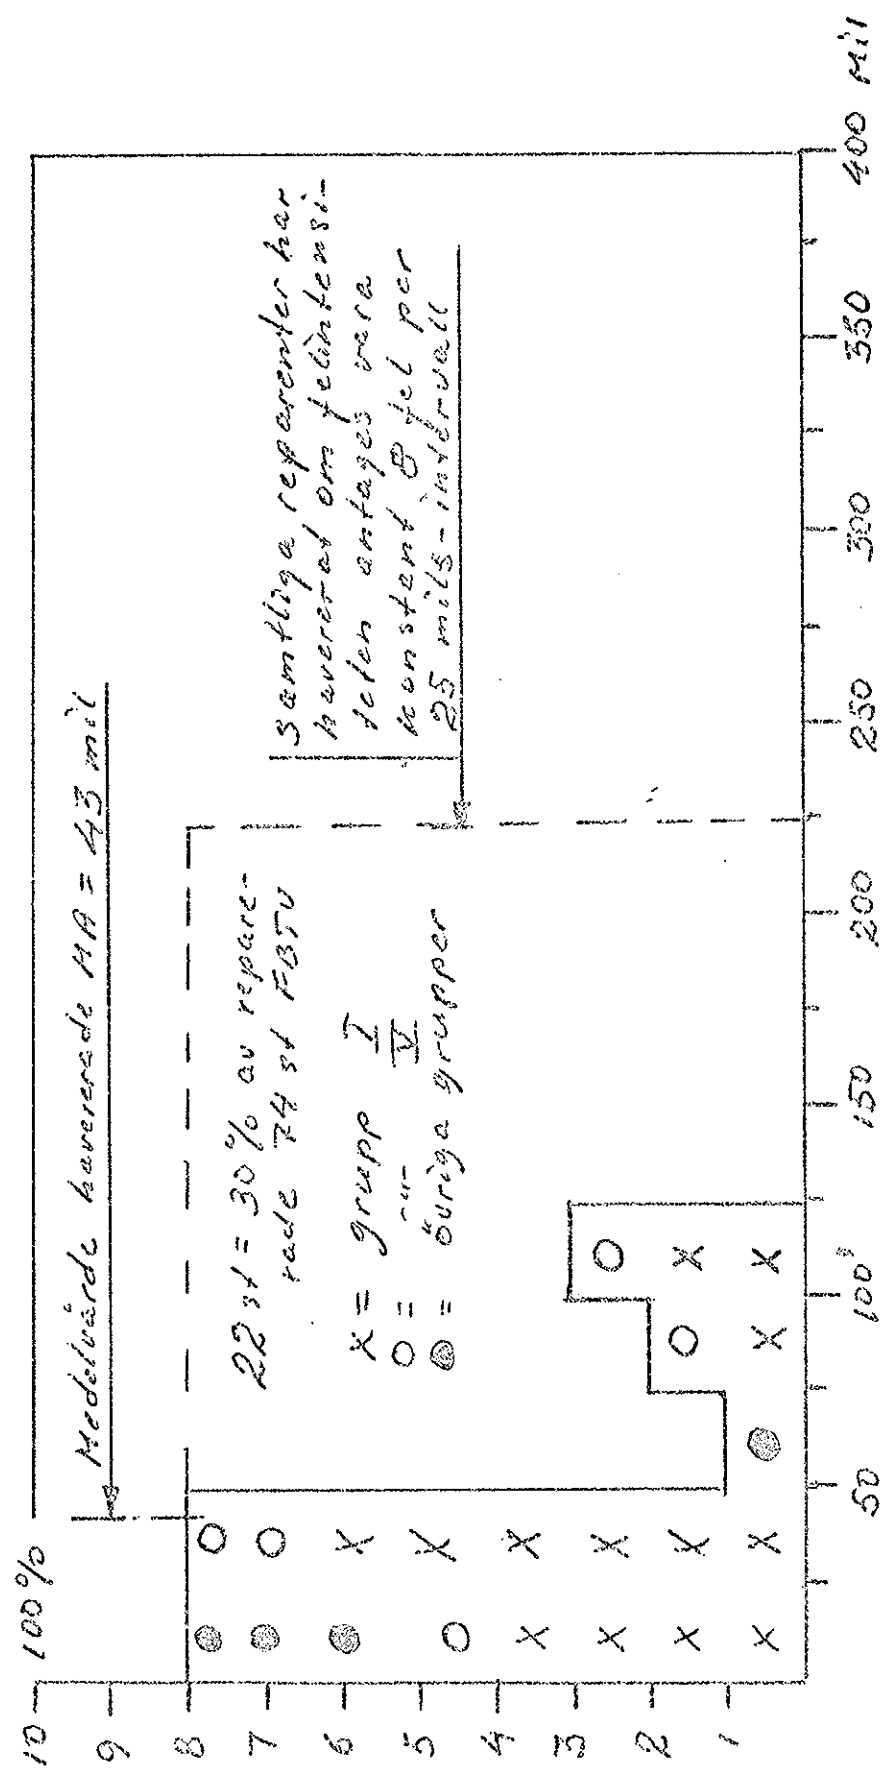 100%
Medelvärde havererade MA = 43 mil
22 st = 30% av repare-
rade 74 st FBTV
x = grupp I
o = -"- V
● = övriga grupper
Samtliga reparenter har
havererat om felintensi-
teten antages vara
konstant 8 fel per
25 mils-intervall
10
9
8
7
6
5
4
3
2
1
50
100
150
200
250
300
350
400 Mil